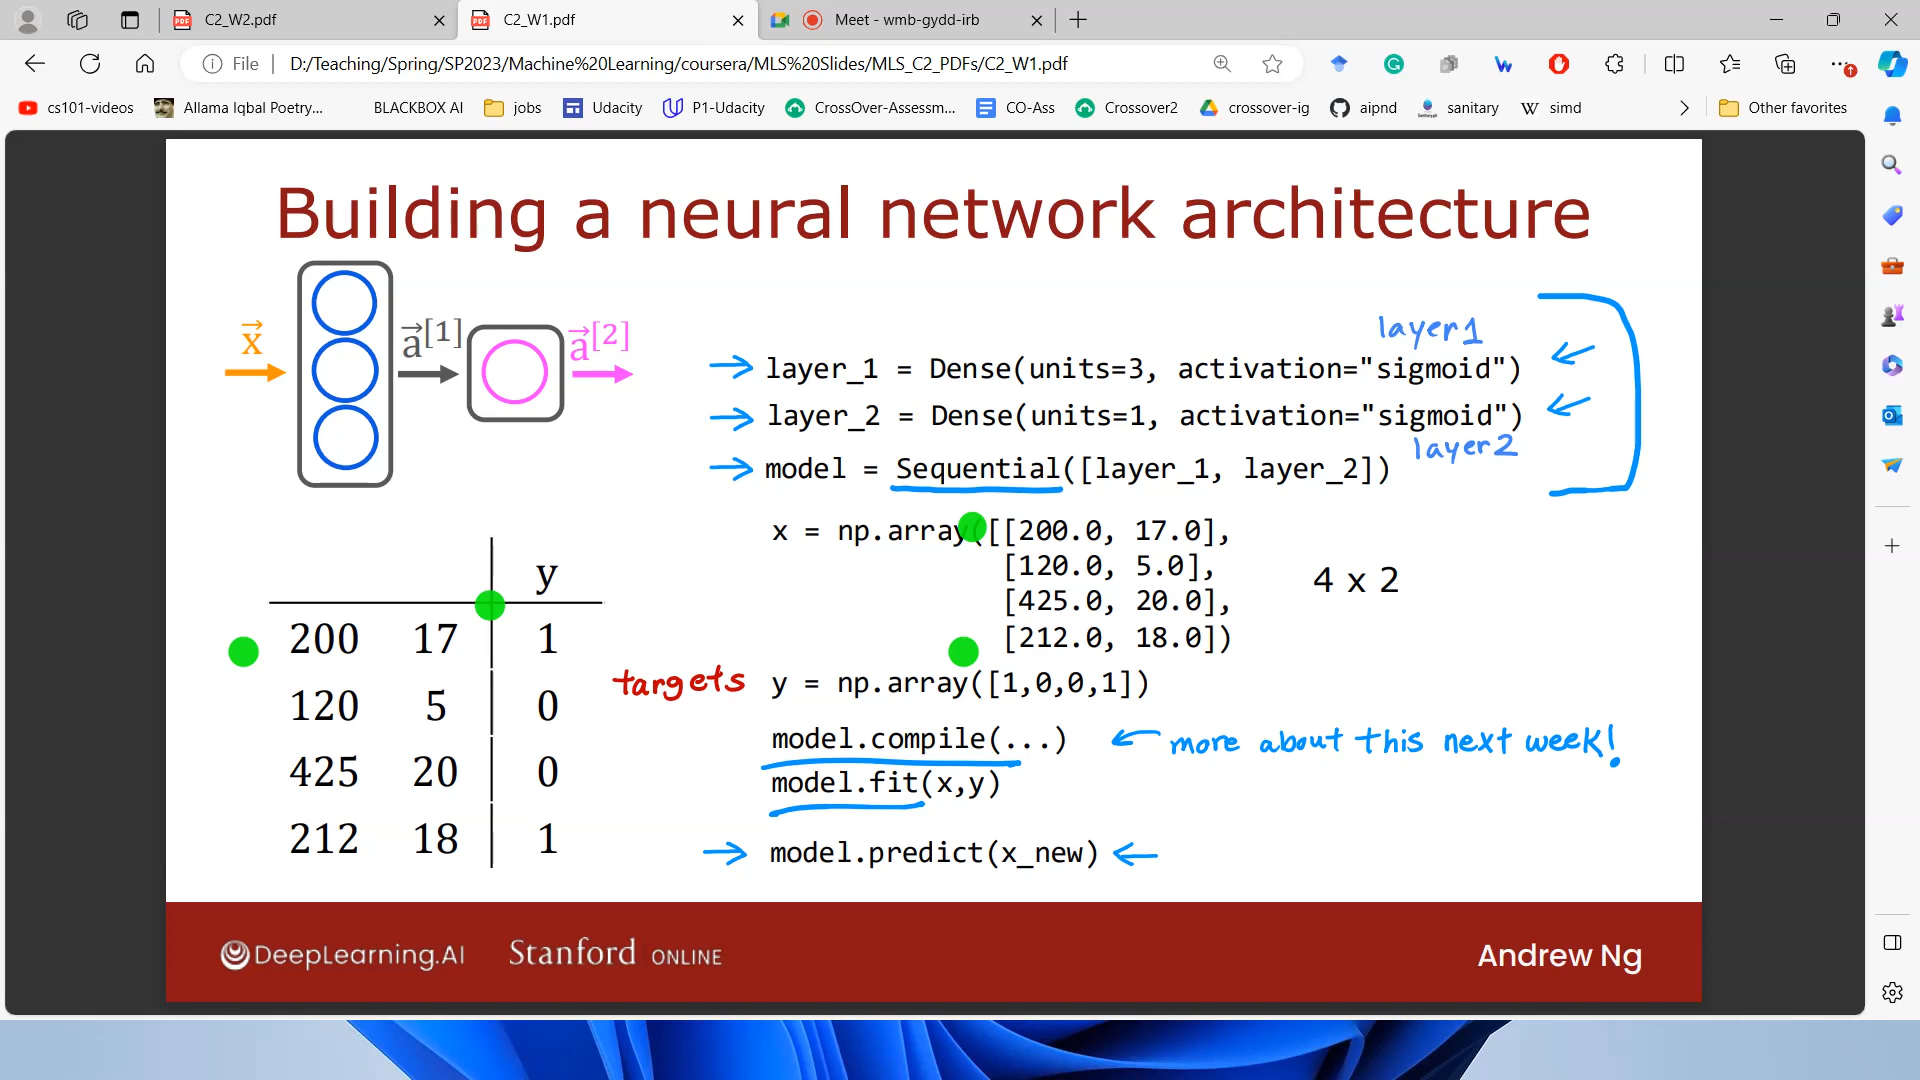 C2_W2.pdf
C2_W1.pdf
Meet - wmb-gydd-irb
File
D:/Teaching/Spring/SP2023/Machine%20Learning/coursera/MLS%20Slides/MLS_C2_PDFs/C2_W1.pdf
cs101-videos
Allama Iqbal Poetry...
BLACKBOX AI
jobs
Udacity
P1-Udacity
CrossOver-Assessm...
CO-Ass
Crossover2
crossover-ig
aipnd
sanitary
simd
Other favorites
Building a neural network architecture
x
a[1]
a[2]
layer1
layer_1 = Dense(units=3, activation="sigmoid")
layer_2 = Dense(units=1, activation="sigmoid")
layer2
model = Sequential([layer_1, layer_2])
x = np.array([[200.0, 17.0],
[120.0, 5.0],
[425.0, 20.0],
[212.0, 18.0])
4 x 2
y
200 17 1
120 5 0
425 20 0
212 18 1
targets y = np.array([1,0,0,1])
model.compile(...) more about this next week!
model.fit(x,y)
model.predict(x_new)
DeepLearning.AI
Stanford ONLINE
Andrew Ng